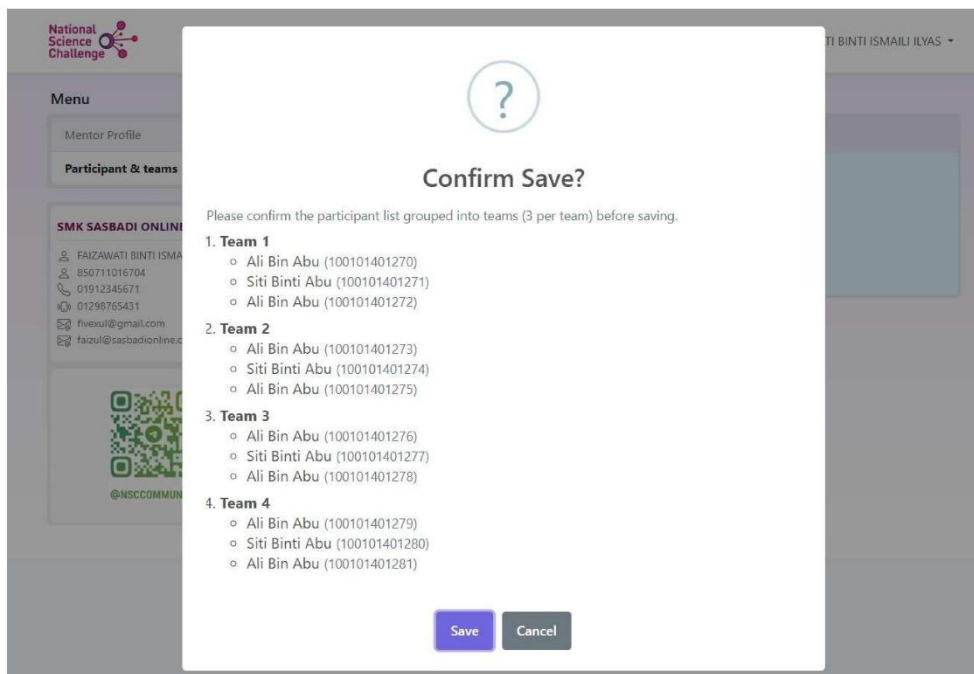 National
Science
Challenge
TI BINTI ISMAILI ILYAS
Menu
Mentor Profile
Participant & teams
SMK SASBADI ONLINE
FAIZAWATI BINTI ISMA
850711016704
01912345671
01298765431
fivexul@gmail.com
faizul@sasbadionline.c
@NSCCOMMUN
?
Confirm Save?
Please confirm the participant list grouped into teams (3 per team) before saving.
1. Team 1
Ali Bin Abu (100101401270)
Siti Binti Abu (100101401271)
Ali Bin Abu (100101401272)
2. Team 2
Ali Bin Abu (100101401273)
Siti Binti Abu (100101401274)
Ali Bin Abu (100101401275)
3. Team 3
Ali Bin Abu (100101401276)
Siti Binti Abu (100101401277)
Ali Bin Abu (100101401278)
4. Team 4
Ali Bin Abu (100101401279)
Siti Binti Abu (100101401280)
Ali Bin Abu (100101401281)
Save
Cancel